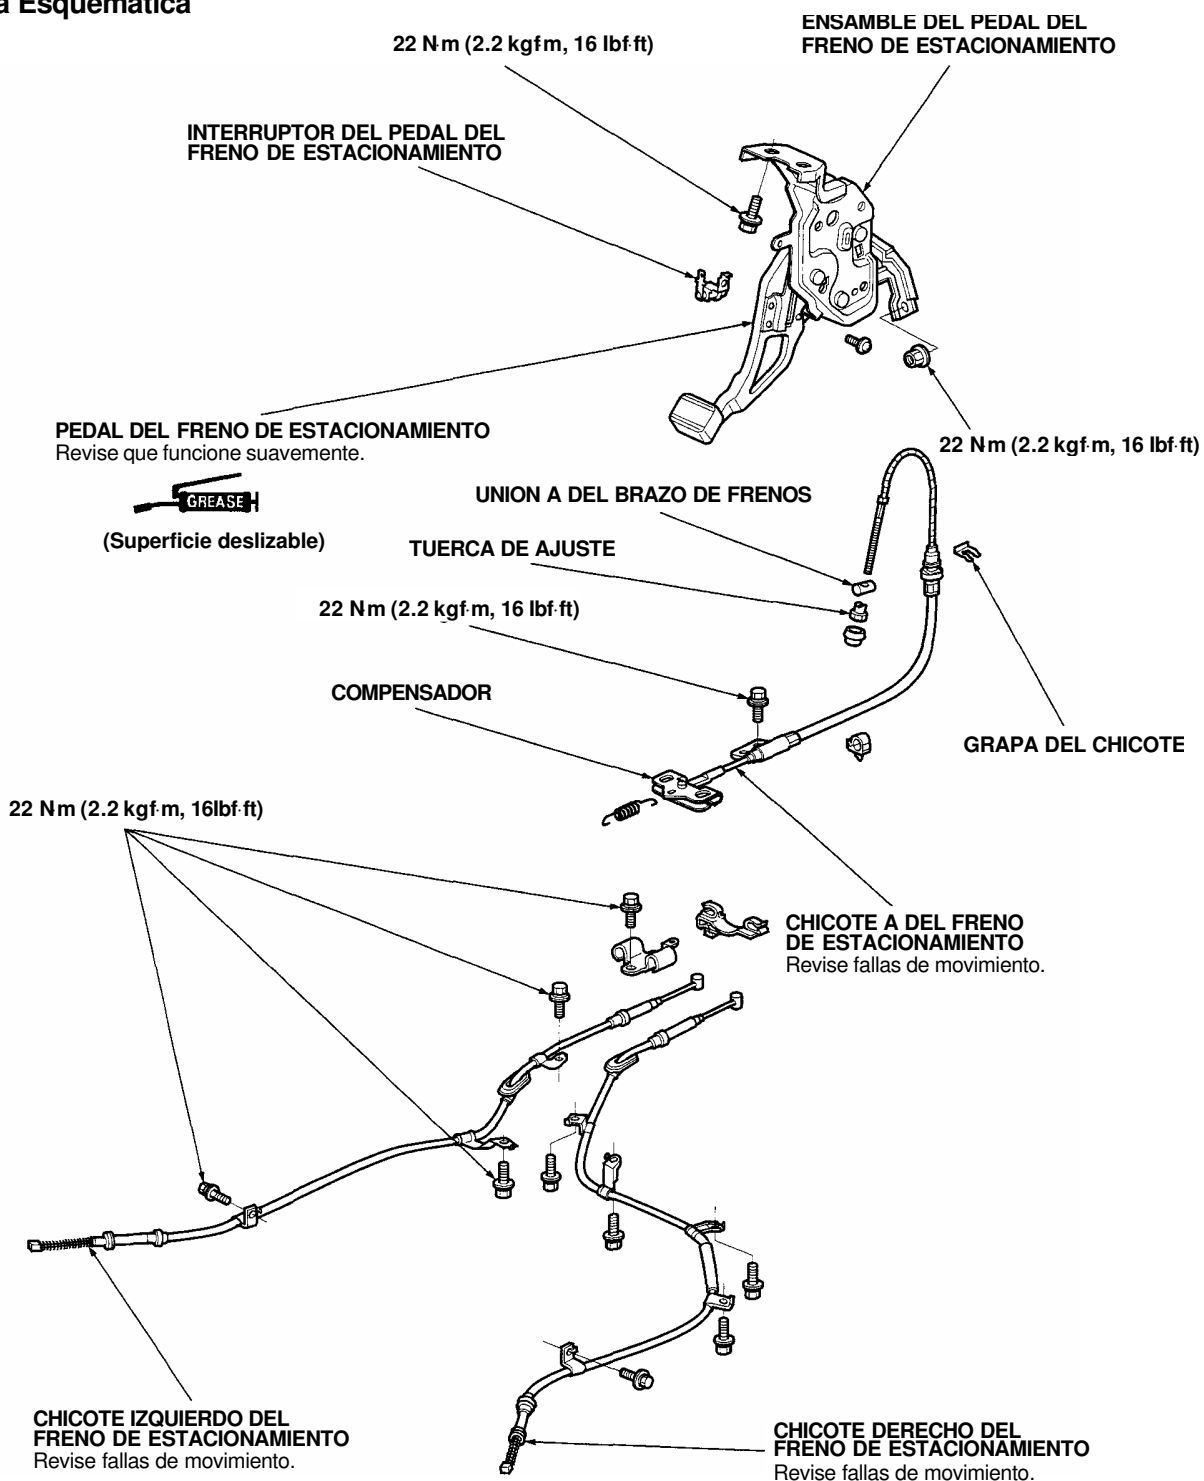 a Esquemática
ENSAMBLE DEL PEDAL DEL
FRENO DE ESTACIONAMIENTO
22 N·m (2.2 kgf·m, 16 lbf·ft)
INTERRUPTOR DEL PEDAL DEL
FRENO DE ESTACIONAMIENTO
PEDAL DEL FRENO DE ESTACIONAMIENTO
Revise que funcione suavemente.
GREASE
(Superficie deslizable)
22 N·m (2.2 kgf·m, 16 lbf·ft)
UNION A DEL BRAZO DE FRENOS
TUERCA DE AJUSTE
22 N·m (2.2 kgf·m, 16 lbf·ft)
COMPENSADOR
GRAPA DEL CHICOTE
22 N·m (2.2 kgf·m, 16lbf·ft)
CHICOTE A DEL FRENO
DE ESTACIONAMIENTO
Revise fallas de movimiento.
CHICOTE IZQUIERDO DEL
FRENO DE ESTACIONAMIENTO
Revise fallas de movimiento.
CHICOTE DERECHO DEL
FRENO DE ESTACIONAMIENTO
Revise fallas de movimiento.